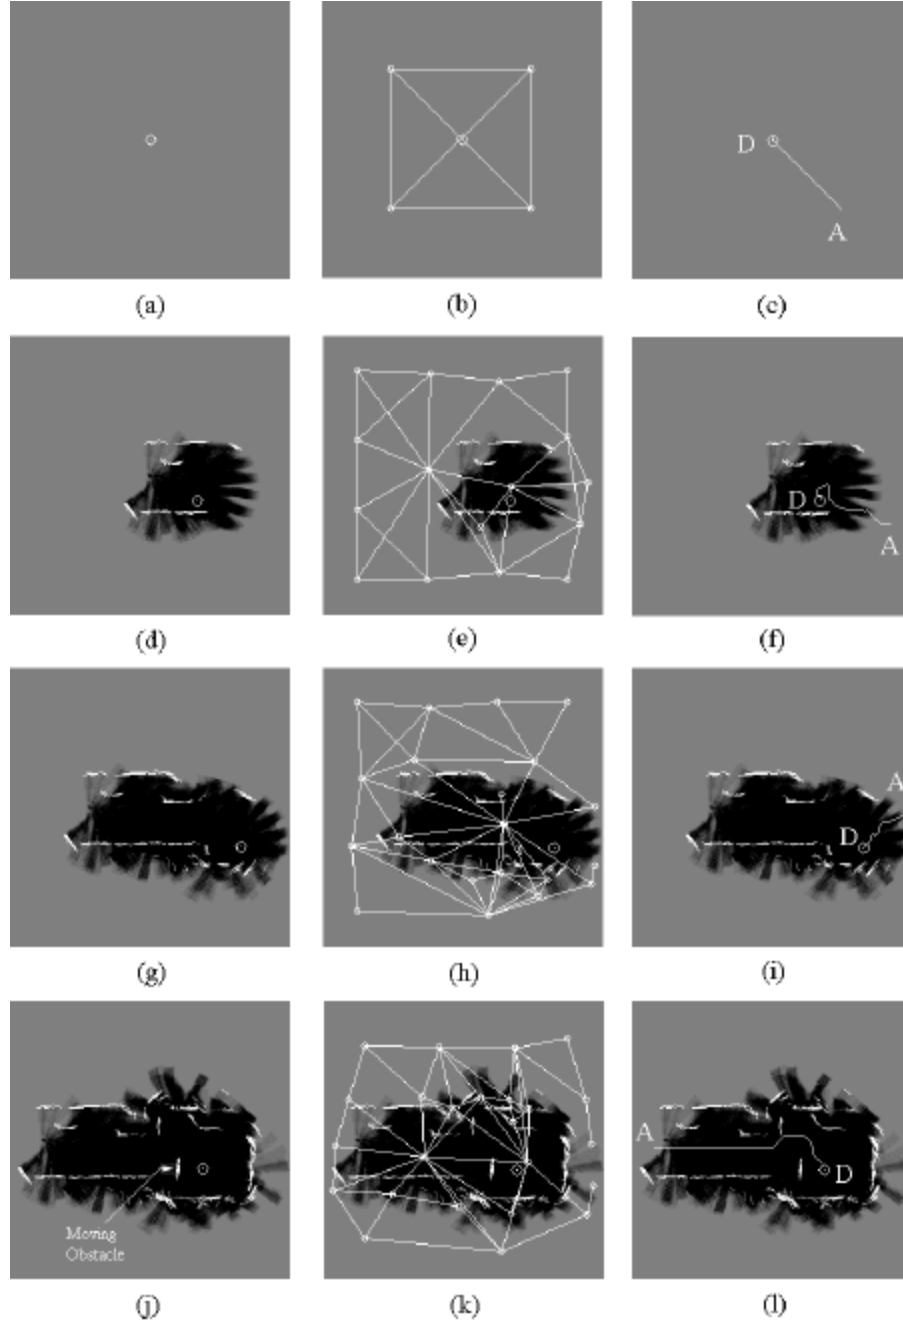 D
A
(a) (b) (c)
D
A
(d) (e) (f)
A
D
(g) (h) (i)
A
D
Moving
Obstacle
(j) (k) (l)